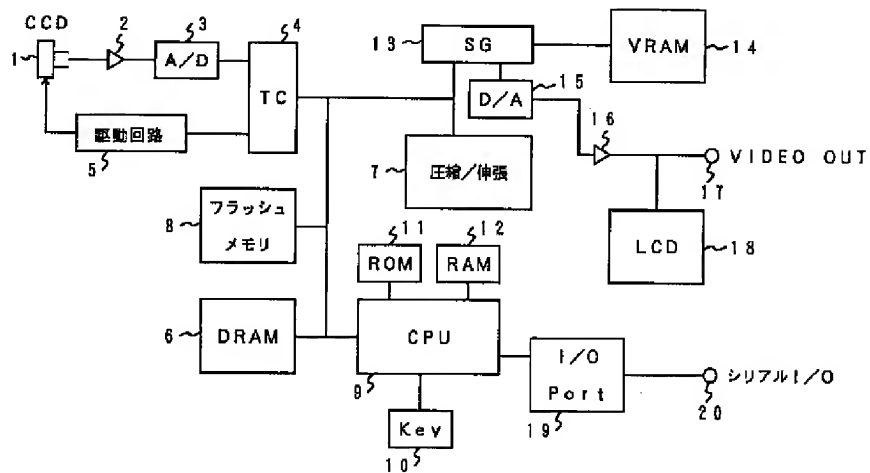 CCD
1
2
3
A/D
4
TC
5
駆動回路
13
SG
VRAM
14
D/A
15
16
VIDEO OUT
17
7
圧縮/伸張
LCD
18
8
フラッシュ
メモリ
11
ROM
12
RAM
6
DRAM
CPU
9
I/O
Port
19
シリアルI/O
20
Key
10